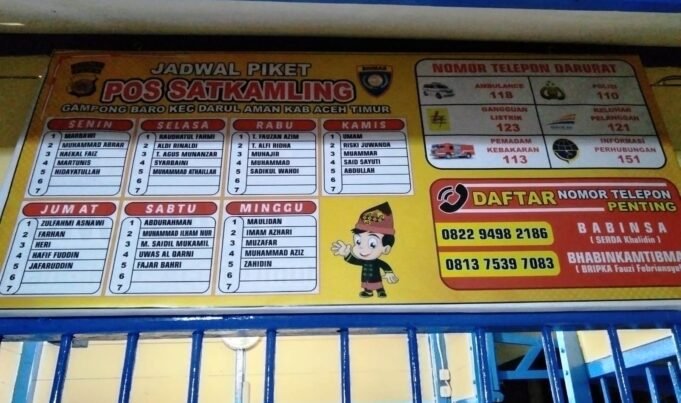 JADWAL PIKET
POS SATKAMLING
GAMPONG BARO KEC DARUL AMAN KAB ACEH TIMUR
SENIN
1 MARBAWI
2 MUHAMMAD ABRAR
3 HAEKAL FAIZ
4 MARTUNIS
5 HIDAYATULLAH
6
7
SELASA
1 RAUDHATUL FAHMI
2 ALDI RINALDI
3 T. AGUS MUNANZAR
4 SYARBAINI
5 MUHAMMAD ATHAILLAH
6
7
RABU
1 T. FAUZAN AZIM
2 T. ALFI RIDHA
3 MUHAJIR
4 MUHAMMAD
5 SADIKUL WAHDI
6
7
KAMIS
1 UMAM
2 RISKI JUWANDA
3 MUAMMAR
4 SAID SAYUTI
5 ABDULLAH
6
7
JUMAT
1 ZULFAHMI ASNAWI
2 FARHAN
3 HERI
4 HAFIF FUDDIN
5 JAFARUDDIN
6
7
SABTU
1 ABDURAHMAN
2 MUHAMMAD ILHAM NUR
3 M. SAIDIL MUKAMIL
4 UWAS AL QARNI
5 FAJAR BAHRI
6
7
MINGGU
1 MAULIDAN
2 IMAM AZHARI
3 MUZAFAR
4 MUHAMMAD AZIZ
5 ZAHIDIN
6
7
NOMOR TELEPON DARURAT
AMBULANCE
118
POLISI
110
GANGGUAN
LISTRIK
123
KELUHAN
PELANGGAN
121
PEMADAM
KEBAKARAN
113
INFORMASI
PERHUBUNGAN
151
DAFTAR NOMOR TELEPON
PENTING
0822 9498 2186
BABINSA
( SERDA Khalidin )
0813 7539 7083
BHABINKAMTIBMA
( BRIPKA Fauzi Febriansya